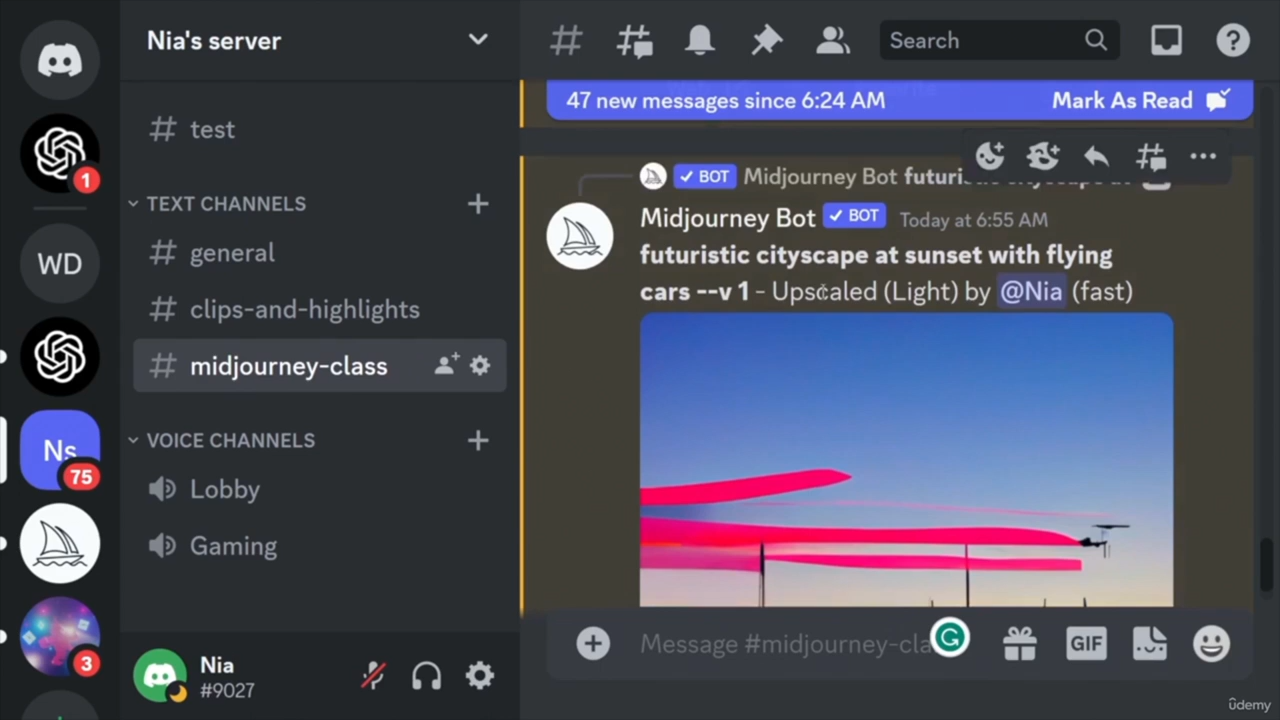 Nia's server
Search
47 new messages since 6:24 AM
Mark As Read
test
TEXT CHANNELS
general
clips-and-highlights
midjourney-class
VOICE CHANNELS
Lobby
Gaming
1
WD
Ns
75
3
BOT Midjourney Bot
Midjourney Bot BOT Today at 6:55 AM
futuristic cityscape at sunset with flying
cars --v 1 - Upscaled (Light) by @Nia (fast)
Message #midjourney-cla
GIF
Nia
#9027
ûdemy